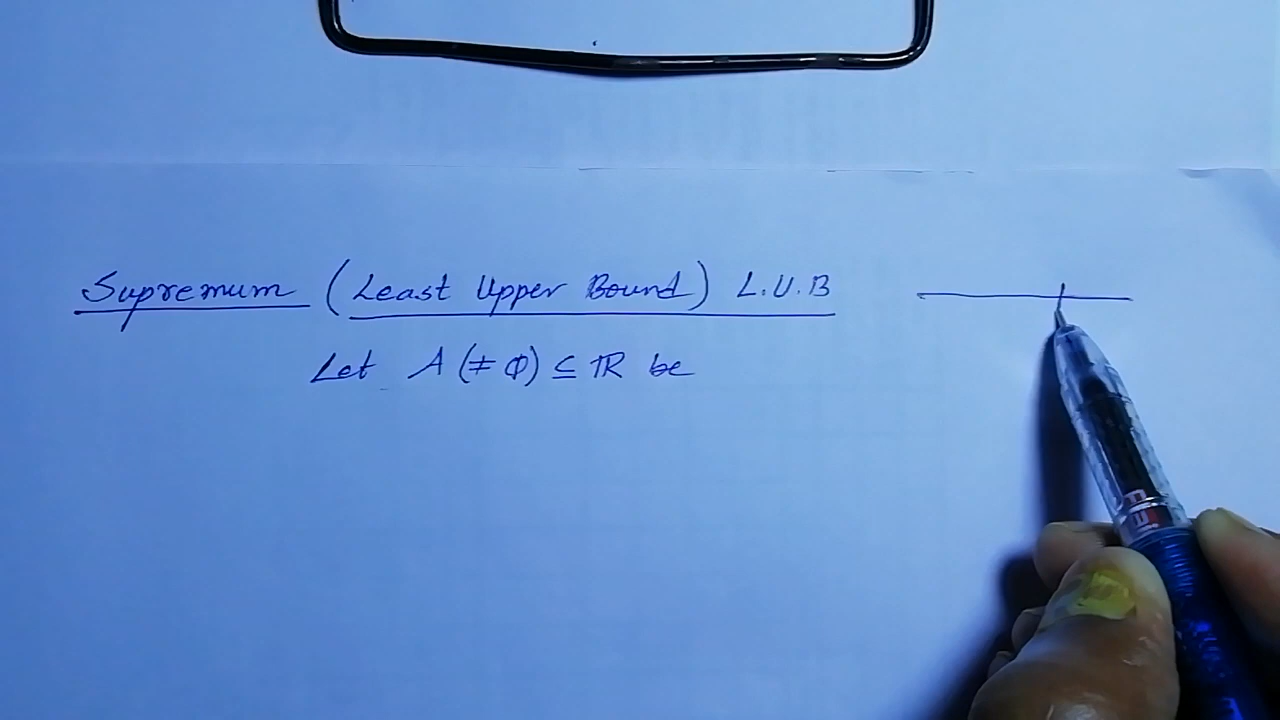 Supremum (Least Upper Bound) L.U.B
Let A (≠ Φ) ⊆ ℝ be